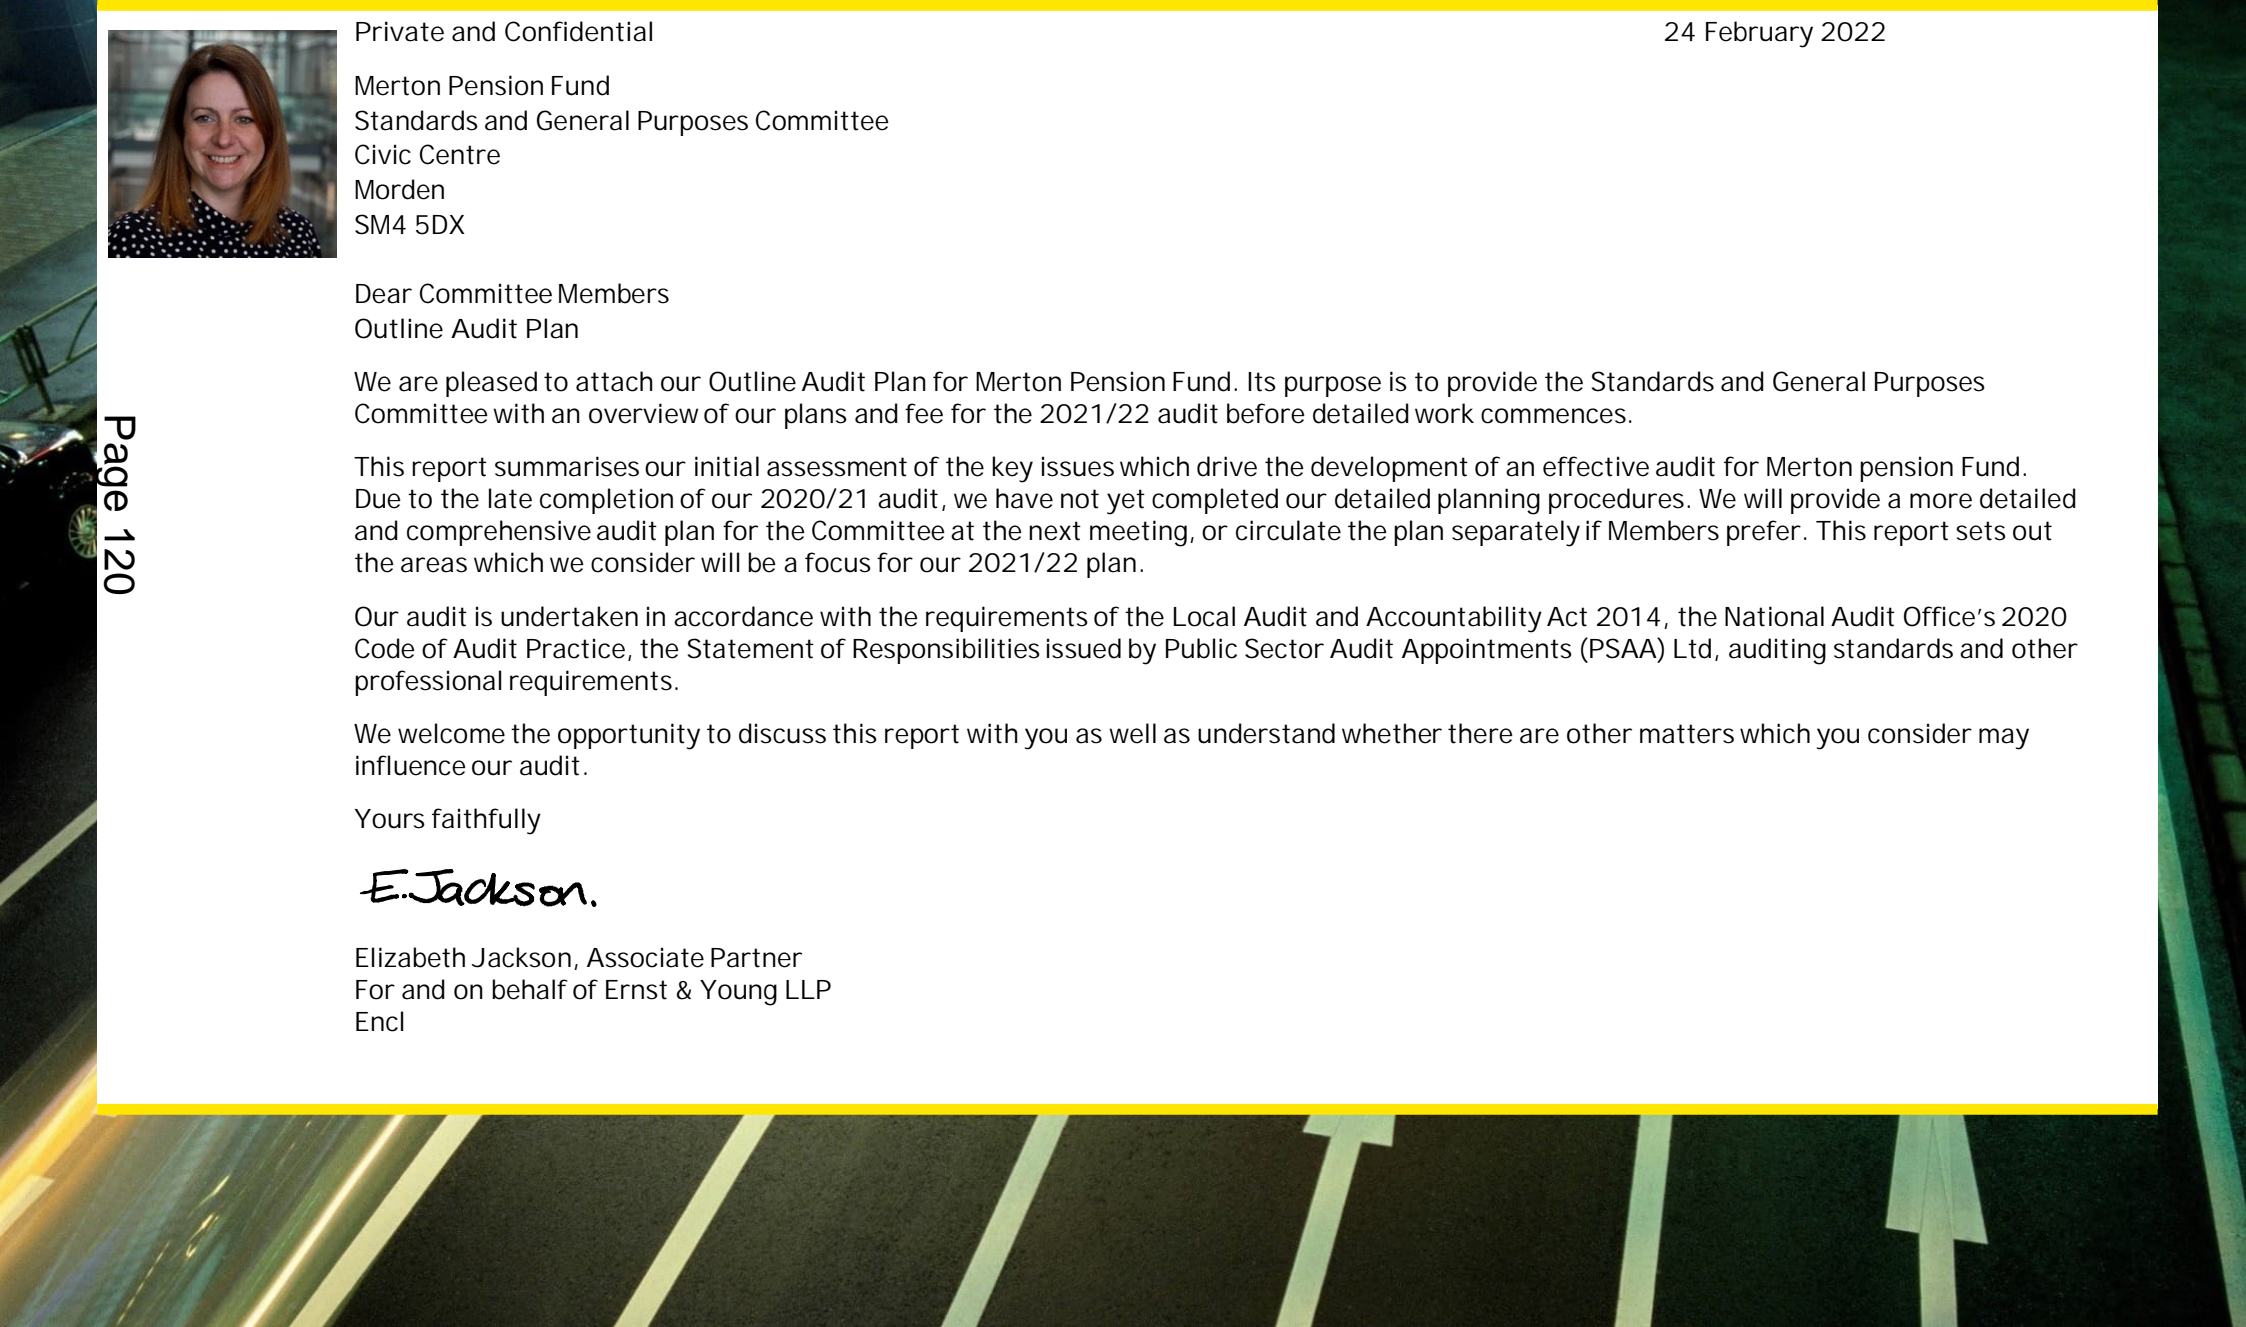 Private and Confidential 24 February 2022
Merton Pension Fund
Standards and General Purposes Committee
Civic Centre
Morden
SM4 5DX
Dear Committee Members
Outline Audit Plan
We are pleased to attach our Outline Audit Plan for Merton Pension Fund. Its purpose is to provide the Standards and General Purposes
Committee with an overview of our plans and fee for the 2021/22 audit before detailed work commences.
This report summarises our initial assessment of the key issues which drive the development of an effective audit for Merton pension Fund.
Due to the late completion of our 2020/21 audit, we have not yet completed our detailed planning procedures. We will provide a more detailed
and comprehensive audit plan for the Committee at the next meeting, or circulate the plan separately if Members prefer. This report sets out
the areas which we consider will be a focus for our 2021/22 plan.
Our audit is undertaken in accordance with the requirements of the Local Audit and Accountability Act 2014, the National Audit Office's 2020
Code of Audit Practice, the Statement of Responsibilities issued by Public Sector Audit Appointments (PSAA) Ltd, auditing standards and other
professional requirements.
We welcome the opportunity to discuss this report with you as well as understand whether there are other matters which you consider may
influence our audit.
Yours faithfully
E.Jackson.
Elizabeth Jackson, Associate Partner
For and on behalf of Ernst & Young LLP
Encl
Page 120